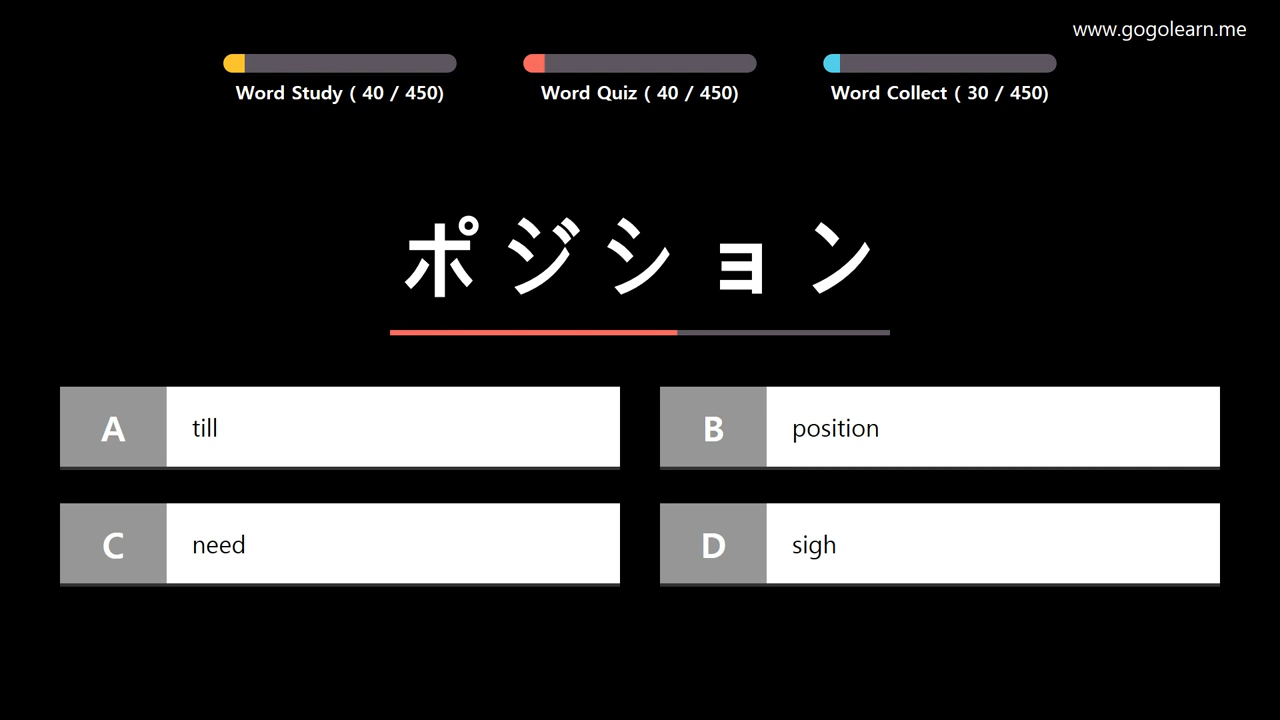 www.gogolearn.me
Word Study ( 40 / 450)
Word Quiz ( 40 / 450)
Word Collect ( 30 / 450)
ポジション
A till
B position
C need
D sigh